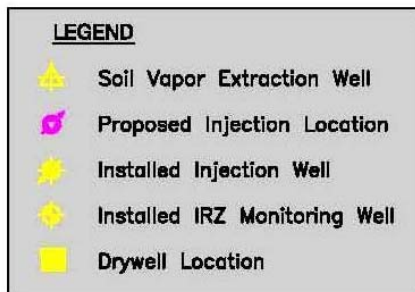 LEGEND
Soil Vapor Extraction Well
Proposed Injection Location
Installed Injection Well
Installed IRZ Monitoring Well
Drywell Location